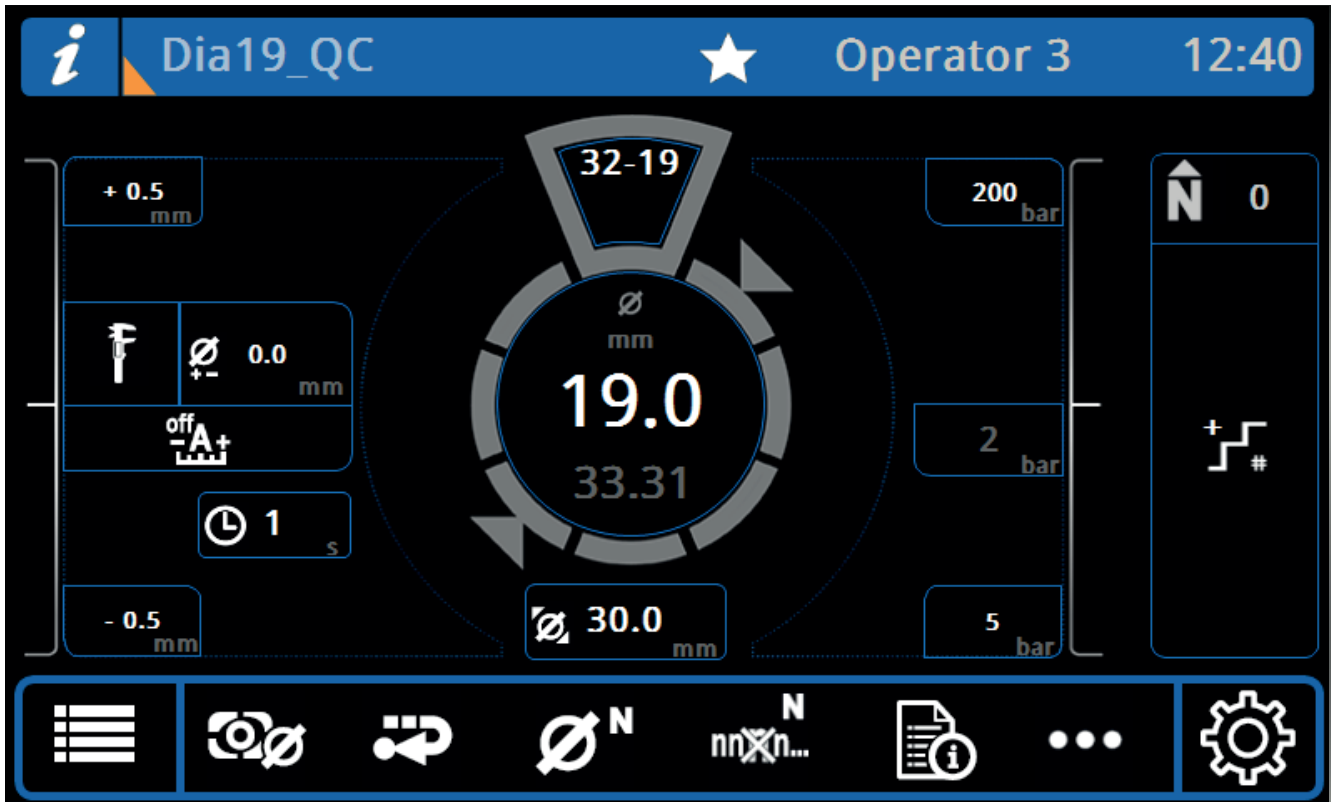 i Dia19_QC Operator 3 12:40
+ 0.5 mm
32-19
200 bar
N 0
Ø
mm
19.0
33.31
Ø +- 0.0 mm
off
-A+
1 s
2 bar
+ #
- 0.5 mm
Ø 30.0 mm
5 bar
Ø N
N
nnXn...
i